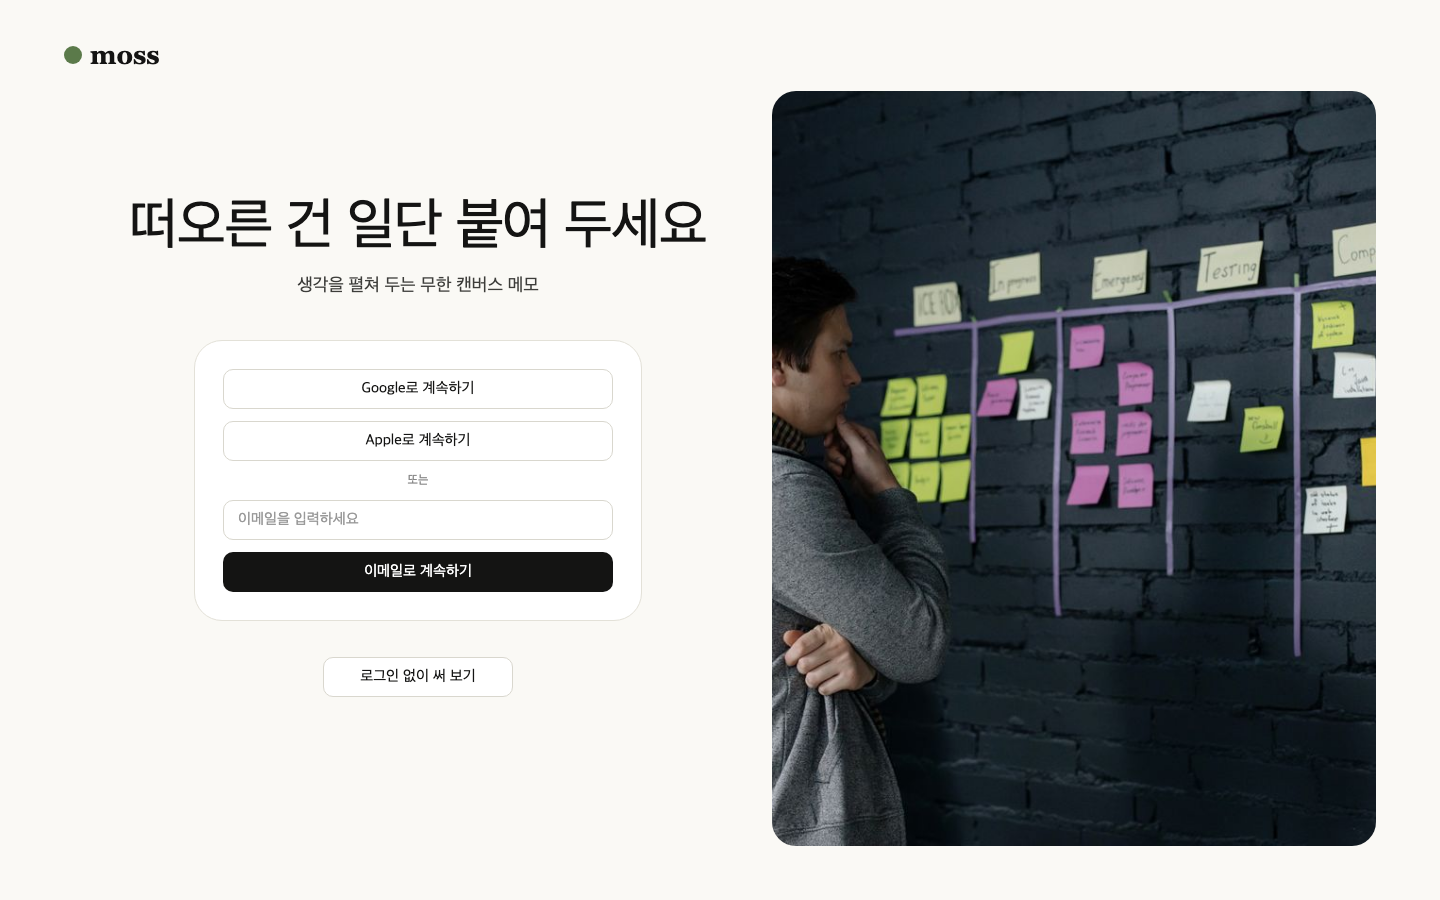 moss
떠오른 건 일단 붙여 두세요
생각을 펼쳐 두는 무한 캔버스 메모
Google로 계속하기
Apple로 계속하기
또는
이메일을 입력하세요
이메일로 계속하기
로그인 없이 써 보기
ICE BOX
In progress
Emergency
Testing
Comp